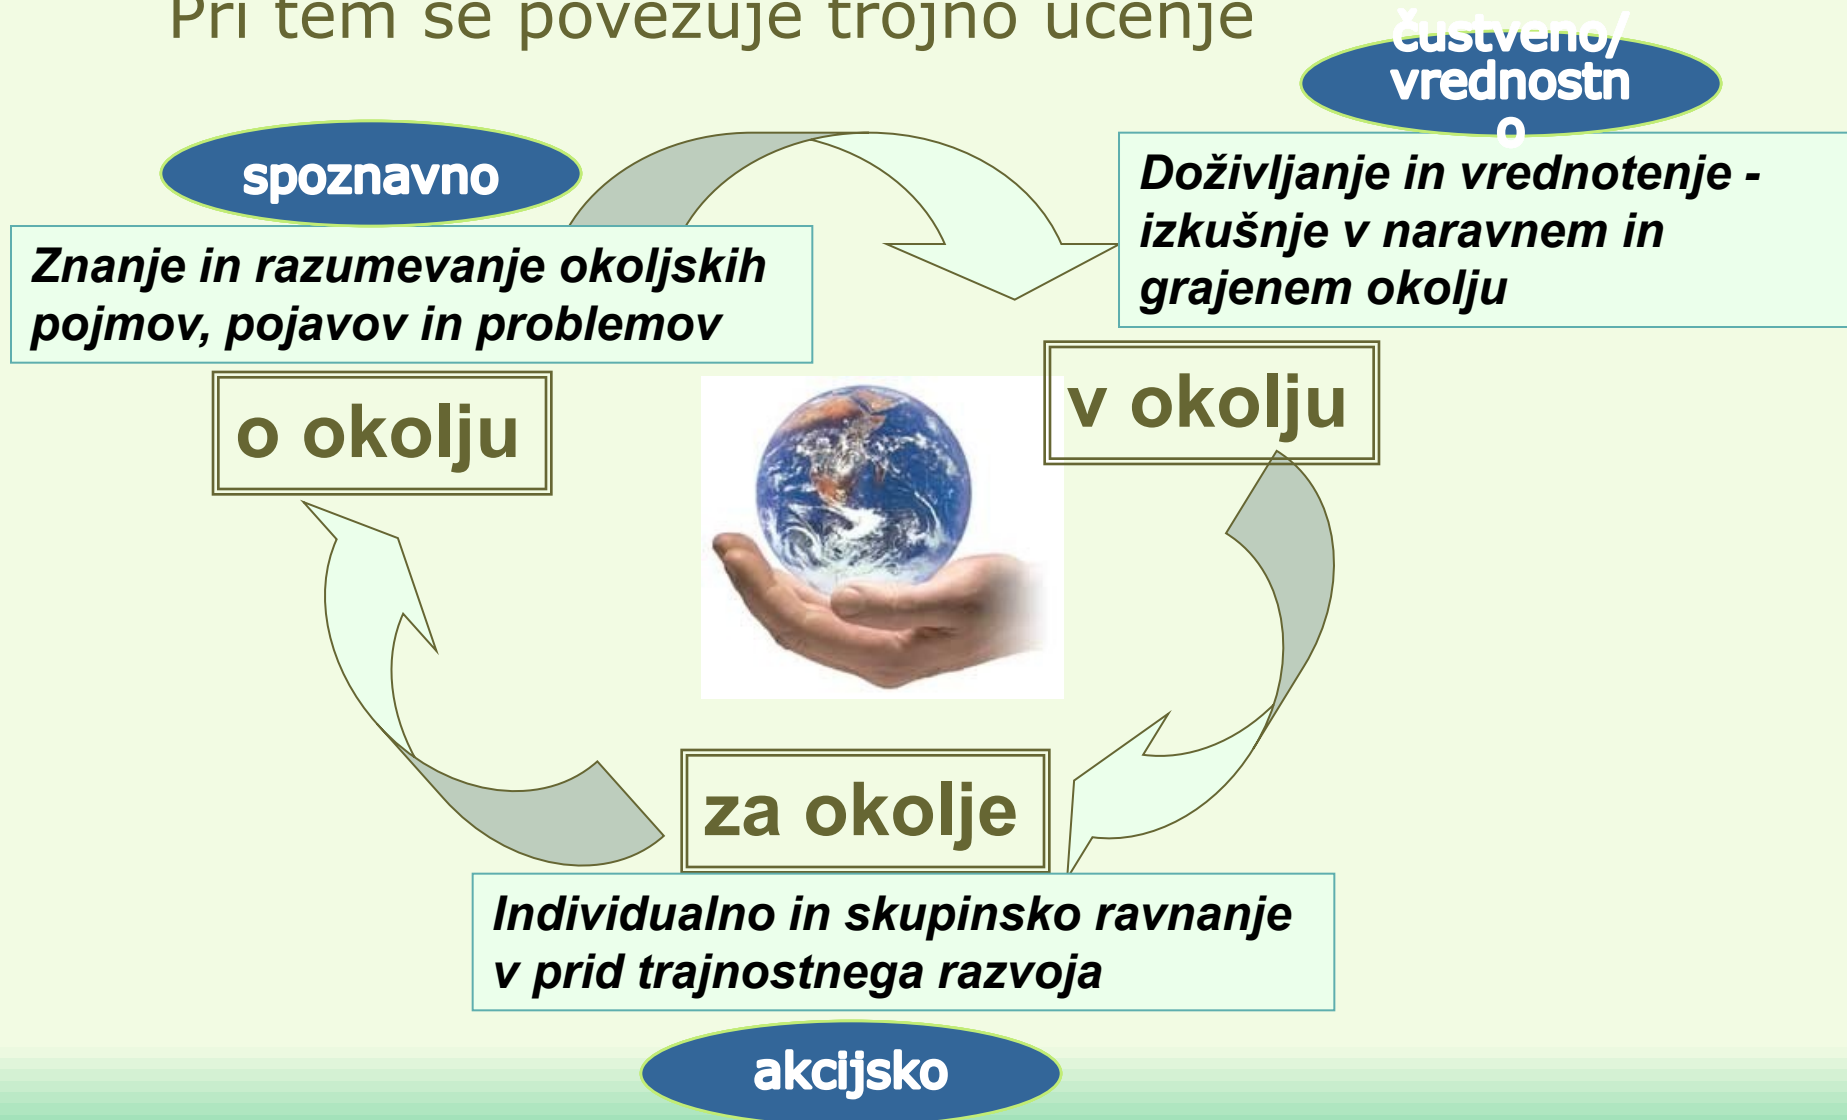 Pri tem se povezuje trojno učenje
čustveno/
vrednostn
o
spoznavno
Doživljanje in vrednotenje -
izkušnje v naravnem in
grajenem okolju
Znanje in razumevanje okoljskih
pojmov, pojavov in problemov
v okolju
o okolju
za okolje
Individualno in skupinsko ravnanje
v prid trajnostnega razvoja
akcijsko